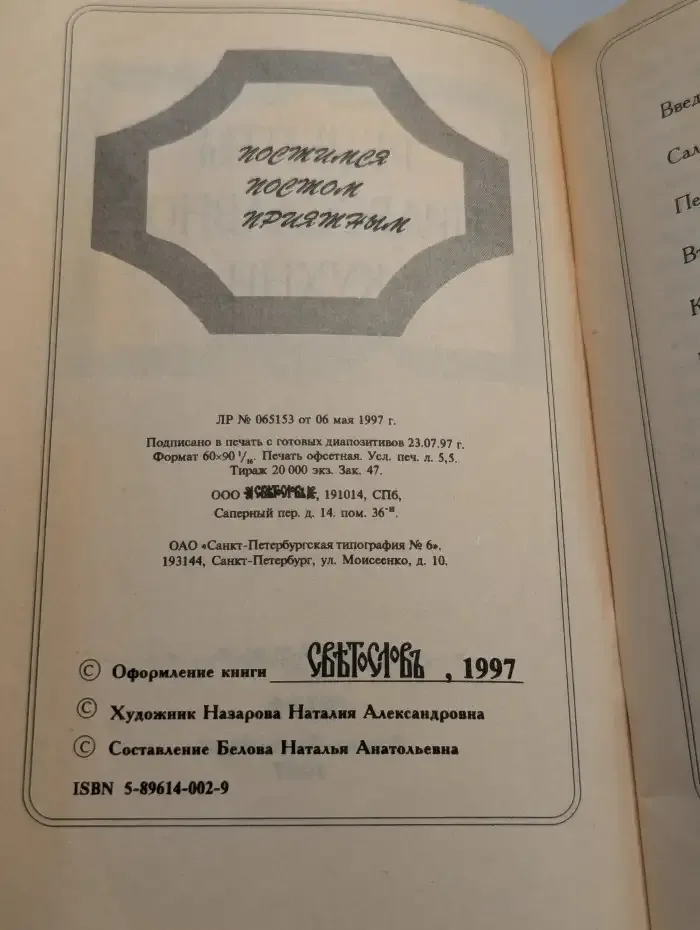 ПОСТИМСЯ
ПОСТОМ
ПРИЯТНЫМ
ЛР № 065153 от 06 мая 1997 г.
Подписано в печать с готовых диапозитивов 23.07.97 г.
Формат 60×90 1/16. Печать офсетная. Усл. печ. л. 5,5.
Тираж 20 000 экз. Зак. 47.
ООО «СВѢТОСЛОВЪ», 191014, СПб,
Саперный пер. д. 14. пом. 36-н.
ОАО «Санкт-Петербургская типография № 6».
193144, Санкт-Петербург, ул. Моисеенко, д. 10.
© Оформление книги СВѢТОСЛОВЪ, 1997
© Художник Назарова Наталия Александровна
© Составление Белова Наталья Анатольевна
ISBN 5-89614-002-9